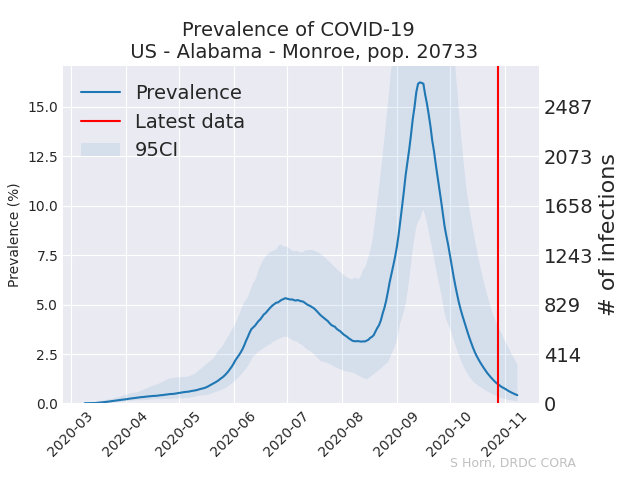 Prevalence of COVID-19
US - Alabama - Monroe, pop. 20733
Prevalence
Latest data
95CI
Prevalence (%)
15.0
12.5
10.0
7.5
5.0
2.5
0.0
2487
2073
1658
1243
829
414
0
# of infections
2020-03
2020-04
2020-05
2020-06
2020-07
2020-08
2020-09
2020-10
2020-11
S Horn, DRDC CORA